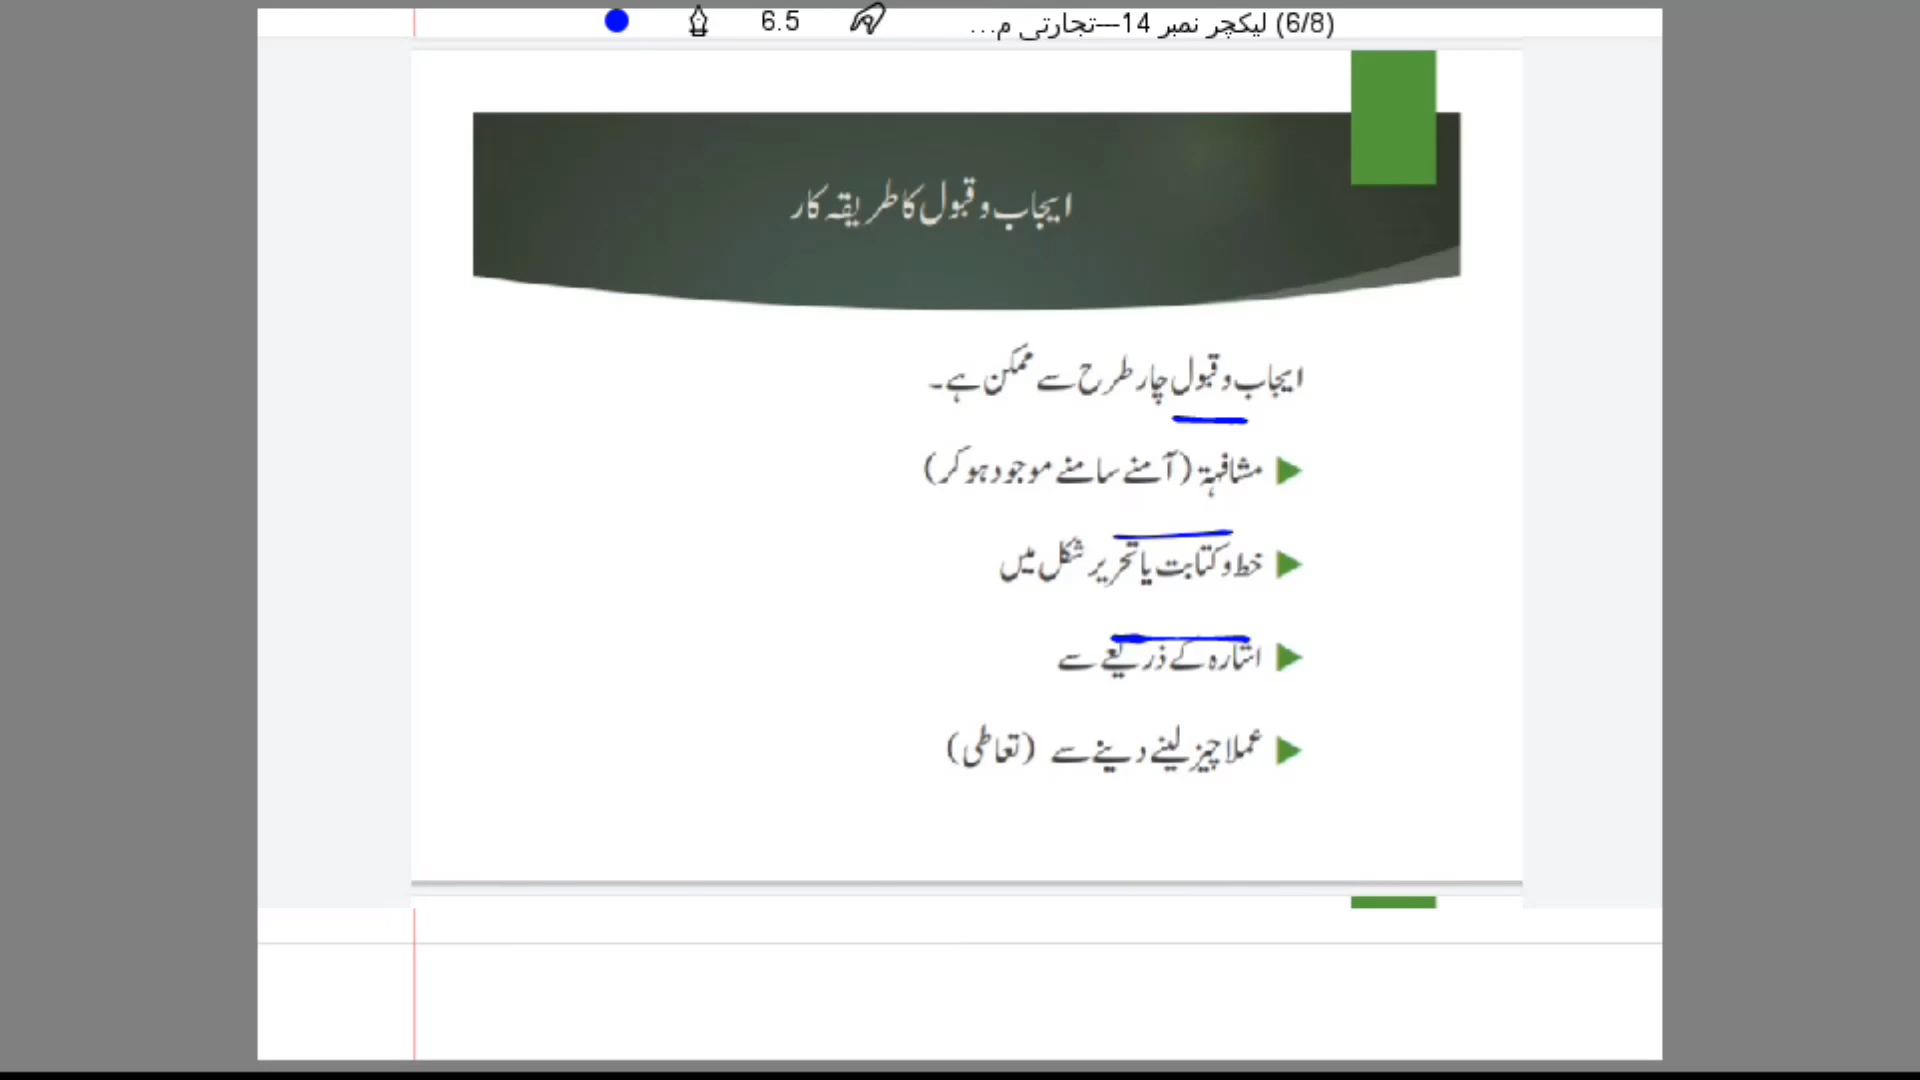 6.5 (6/8) لیکچر نمبر 14---تجارتی م...
ایجاب و قبول کا طریقہ کار
ایجاب و قبول چار طرح سے ممکن ہے۔
مشافہۃ (آمنے سامنے موجود ہو کر)
خط و کتابت یا تحریر شکل میں
اشارہ کے ذریعے سے
عملا چیز لینے دینے سے (تعاطی)